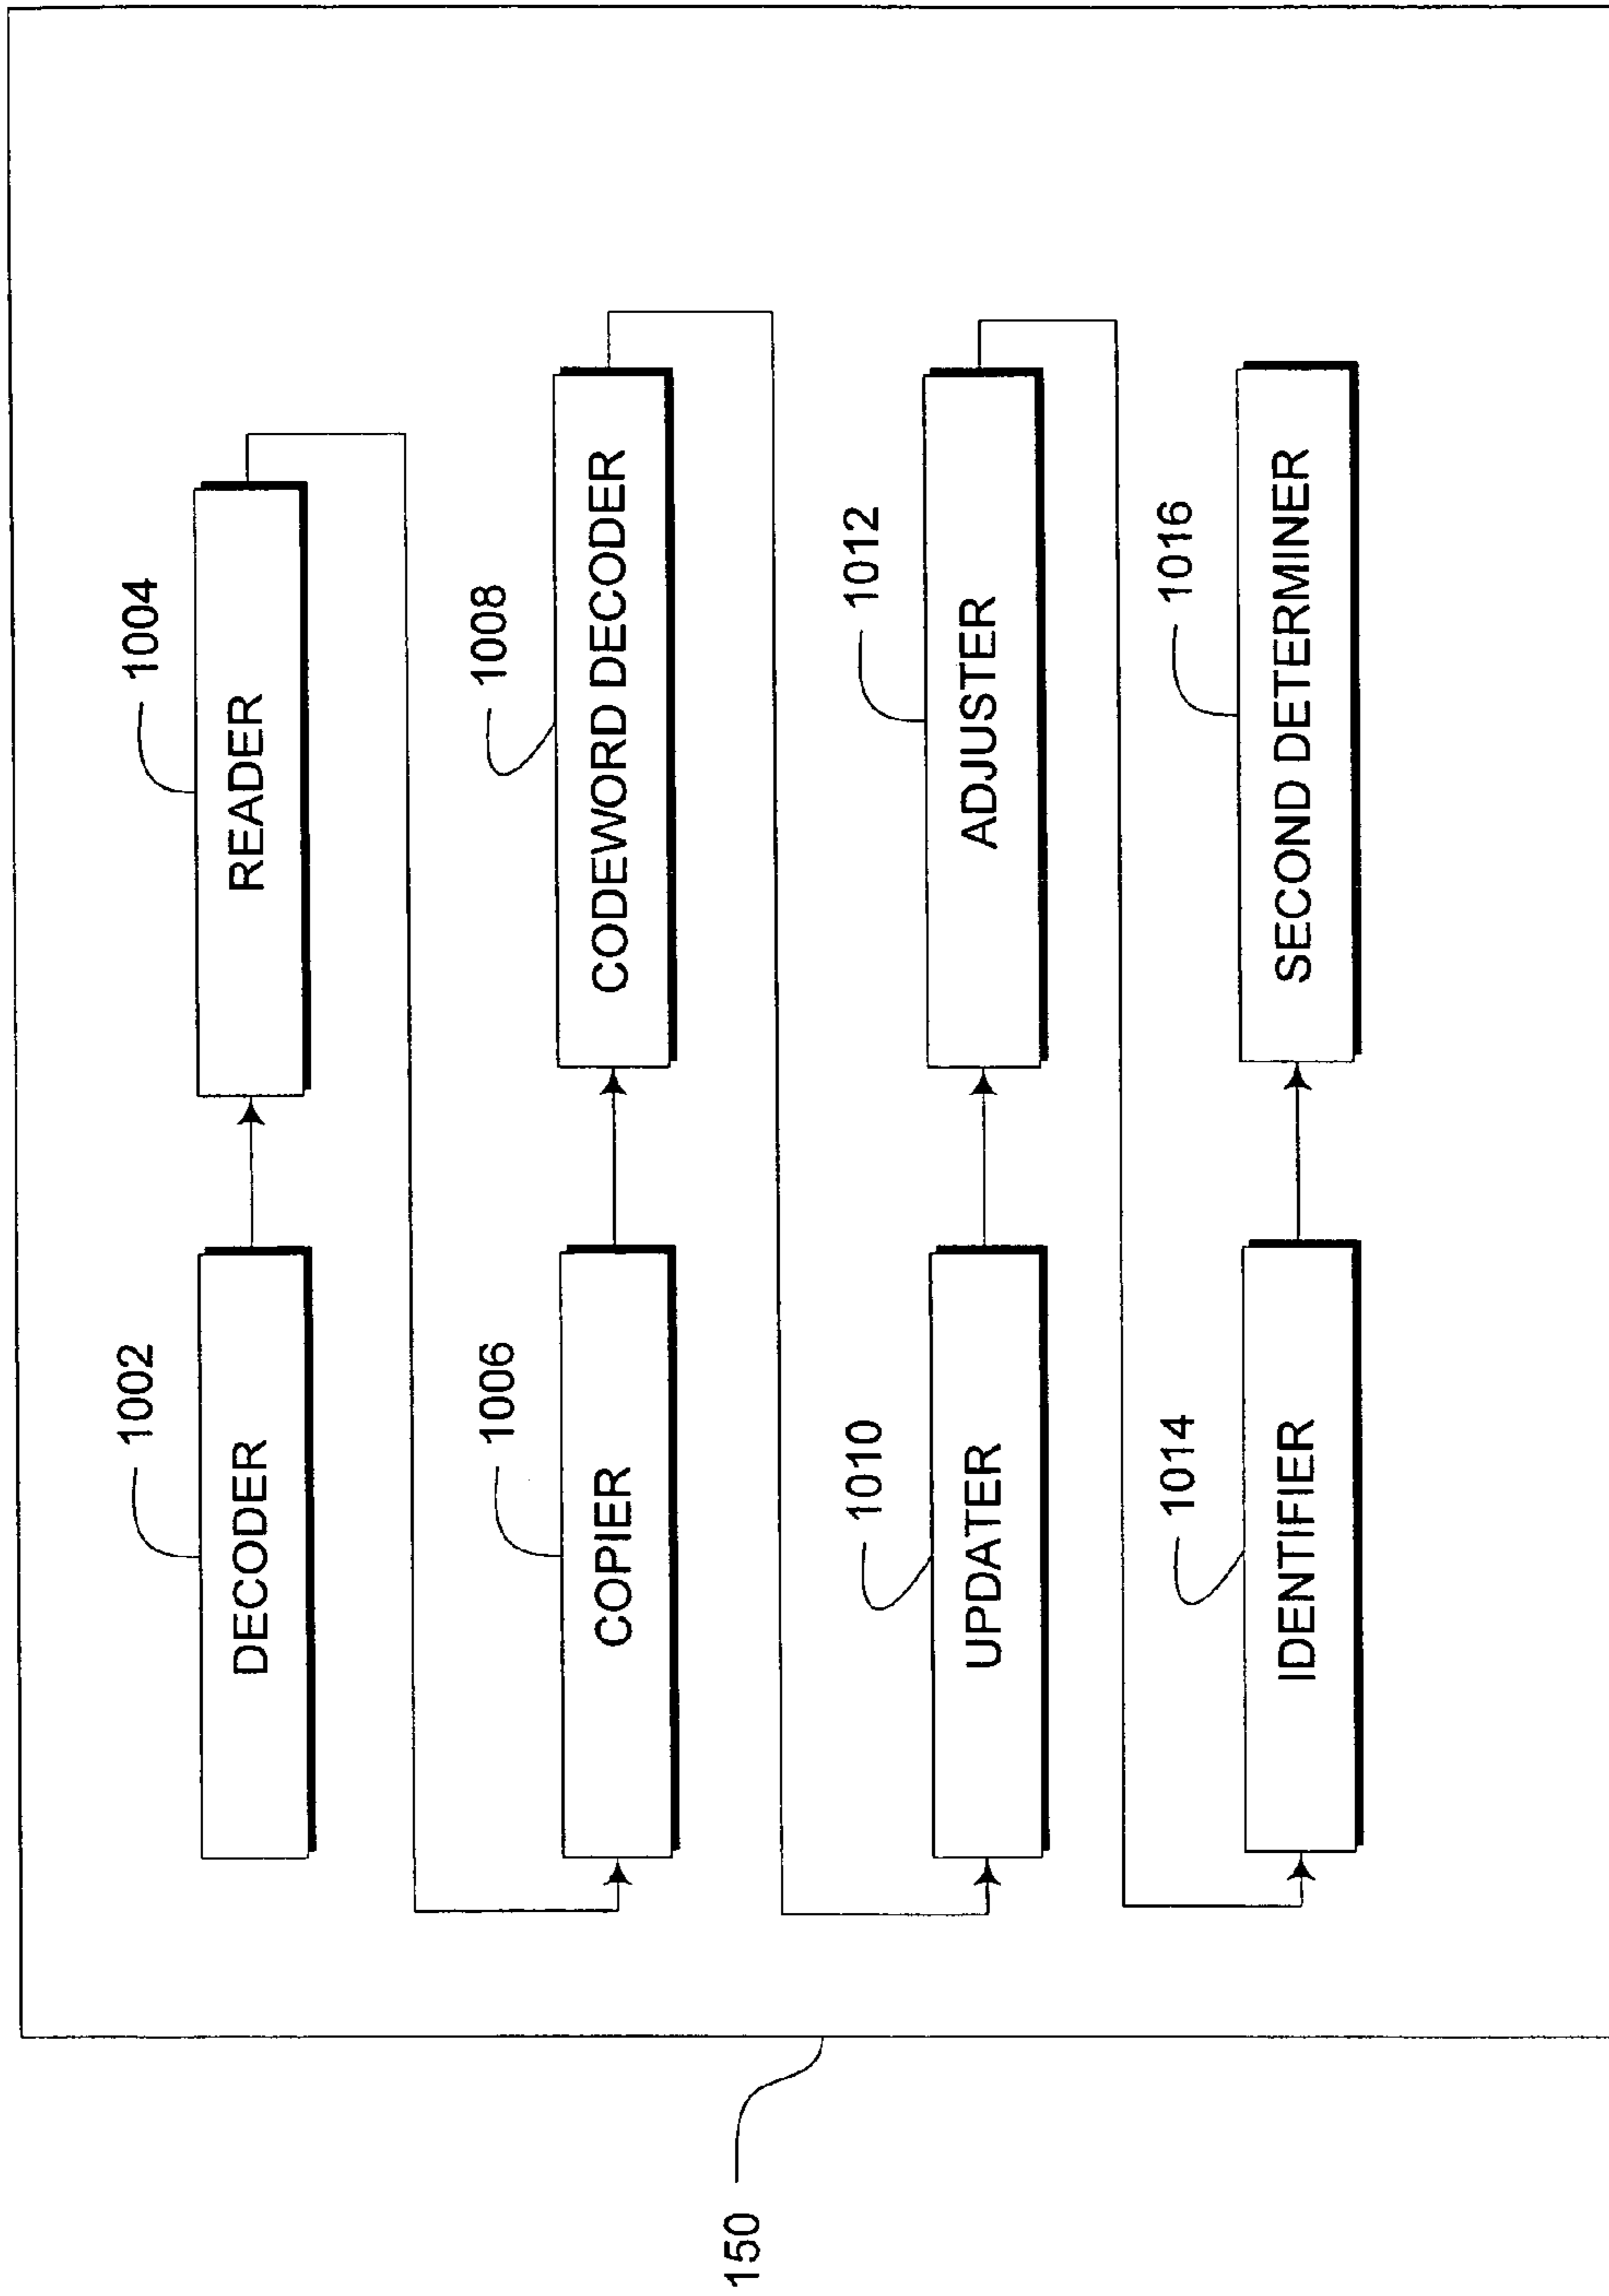 1002
DECODER
1004
READER
1006
COPIER
1008
CODEWORD DECODER
1010
UPDATER
1012
ADJUSTER
1014
IDENTIFIER
1016
SECOND DETERMINER
150